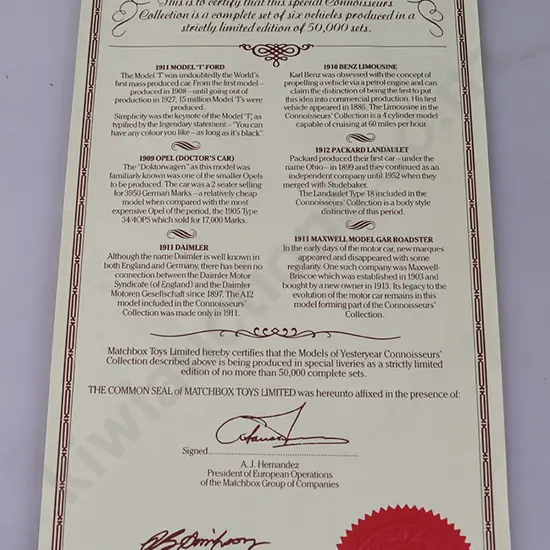 This is to certify that this special Connoisseurs
Collection is a complete set of six vehicles produced in a
strictly limited edition of 50,000 sets.
1911 MODEL 'T' FORD
The Model 'T' was undoubtedly the World's
first mass produced car. From the first model—
produced in 1908—until going out of
production in 1927, 15 million Model 'T's were
produced.
Simplicity was the keynote of the Model 'T', as
typified by the legendary statement—"You can
have any colour you like—as long as it's black".
1909 OPEL (DOCTOR'S CAR)
The "Doktorwagen" as this model was
familiarly known was one of the smaller Opels
to be produced. The car was a 2 seater selling
for 3950 German Marks – a relatively cheap
model when compared with the most
expensive Opel of the period, the 1905 Type
34/4OPS which sold for 17,000 Marks.
1911 DAIMLER
Although the name Daimler is well known in
both England and Germany, there has been no
connection between the Daimler Motor
Syndicate (of England) and the Daimler
Motoren Gesellschaft since 1897. The A12
model included in the Connoisseurs'
Collection was made only in 1911.
1910 BENZ LIMOUSINE
Karl Benz was obsessed with the concept of
propelling a vehicle via a petrol engine and can
claim the distinction of being the first to put
this idea into commercial production. His first
vehicle appeared in 1886. The Limousine in the
Connoisseurs' Collection is a 4 cylinder model
capable of cruising at 60 miles per hour.
1912 PACKARD LANDAULET
Packard produced their first car—under the
name Ohio— in 1899 and they continued as an
independent company until 1952 when they
merged with Studebaker.
The Landaulet Type 18 included in the
Connoisseurs' Collection is a body style
distinctive of this period.
1911 MAXWELL MODEL GAR ROADSTER
In the early days of the motor car, new marques
appeared and disappeared with some
regularity. One such company was Maxwell-
Briscoe which was established in 1903 and
bought by a new owner in 1913. Its legacy to the
evolution of the motor car remains in this
model forming part of the Connoisseurs'
Collection.
Matchbox Toys Limited hereby certifies that the Models of Yesteryear Connoisseurs'
Collection described above is being produced in special liveries as a strictly limited
edition of no more than 50,000 complete sets.
THE COMMON SEAL of MATCHBOX TOYS LIMITED was hereunto affixed in the presence of:
Signed
A.J. Hernandez
President of European Operations
of the Matchbox Group of Companies